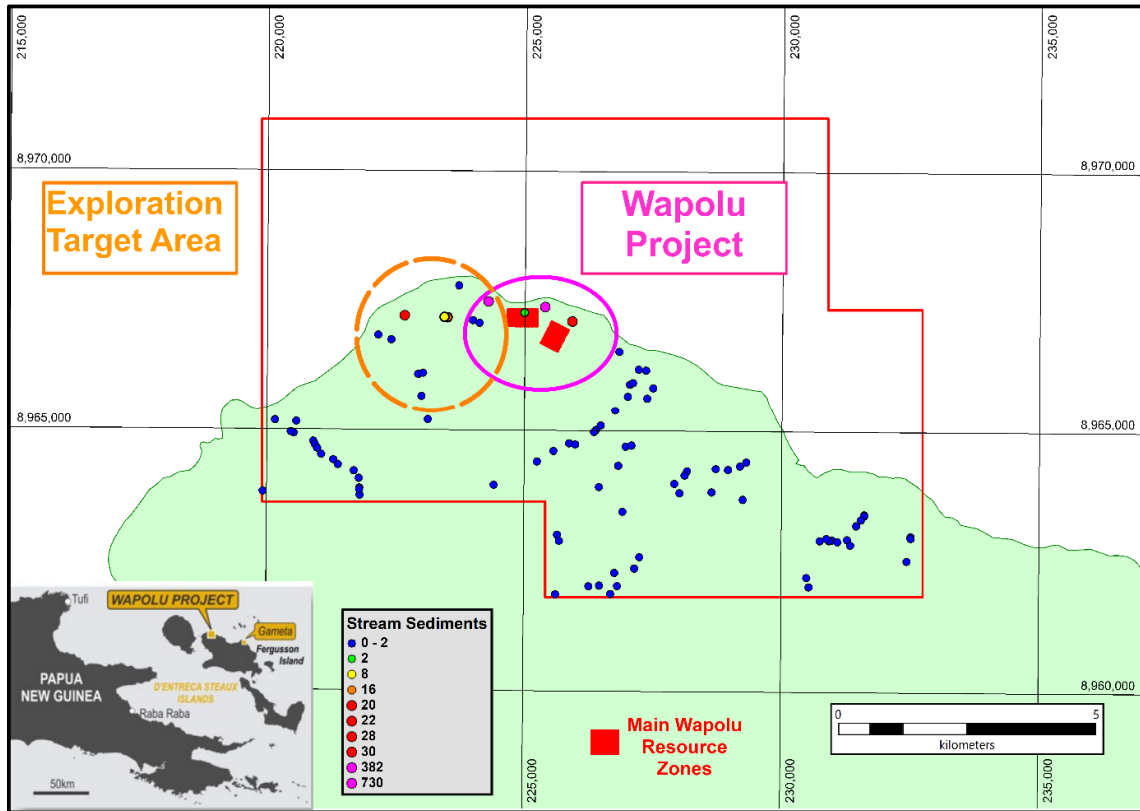 215,000
220,000
225,000
230,000
235,000
8,970,000
8,970,000
Exploration
Target Area
Wapolu
Project
8,965,000
8,965,000
Tufi
WAPOLU PROJECT
Gameta
Fergusson
Island
PAPUA
NEW GUINEA
D'ENTRECA STEAUX
ISLANDS
Raba Raba
50km
Stream Sediments
0 - 2
2
8
16
20
22
28
30
382
730
8,960,000
Main Wapolu
Resource
Zones
0
5
kilometers
225,000
230,000
235,000